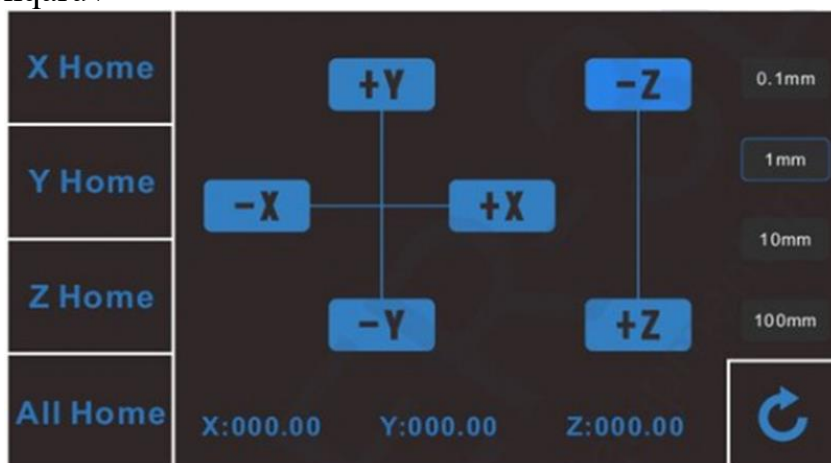 X Home
Y Home
Z Home
All Home
+Y
-X
+X
-Y
-Z
+Z
0.1mm
1mm
10mm
100mm
X:000.00 Y:000.00 Z:000.00